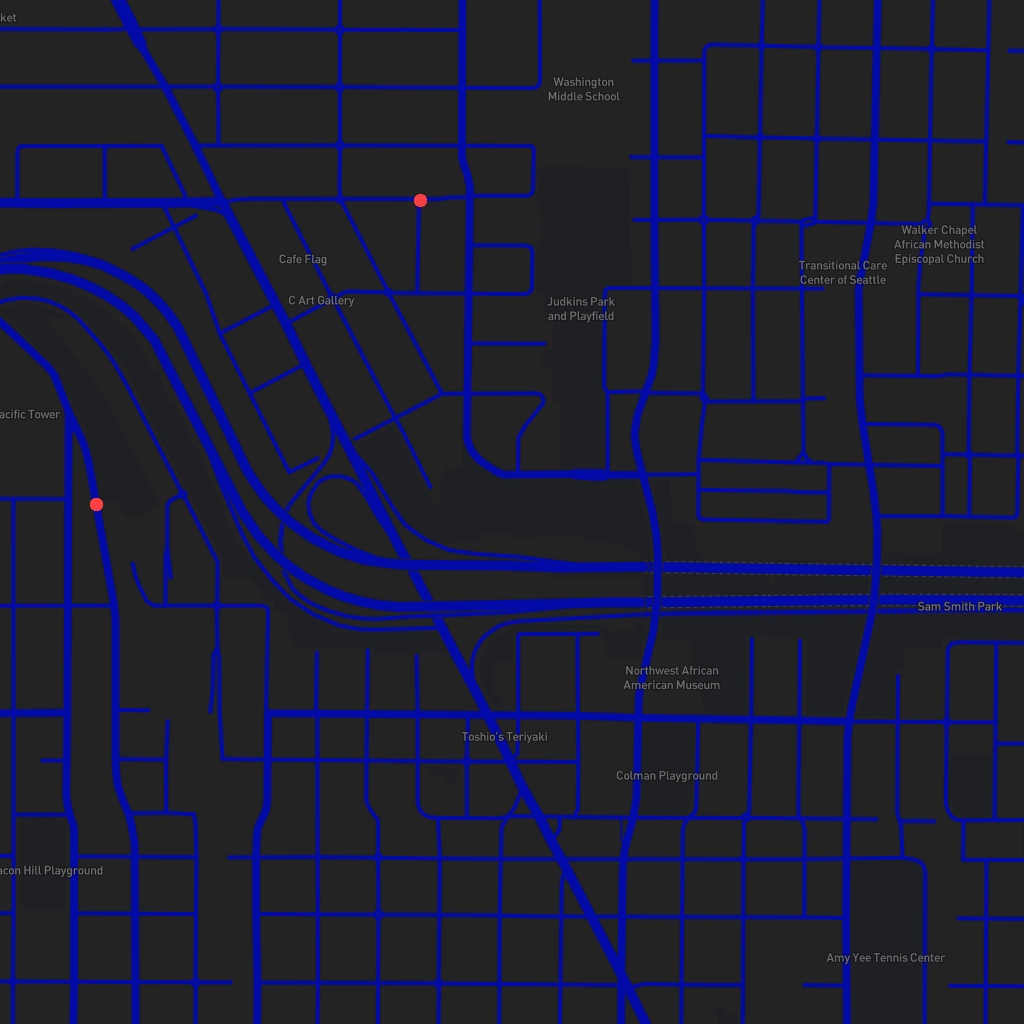 ket
Washington
Middle School
Walker Chapel
African Methodist
Episcopal Church
Cafe Flag
Transitional Care
Center of Seattle
C Art Gallery
Judkins Park
and Playfield
acific Tower
Sam Smith Park
Northwest African
American Museum
Toshio's Teriyaki
Colman Playground
acon Hill Playground
Amy Yee Tennis Center